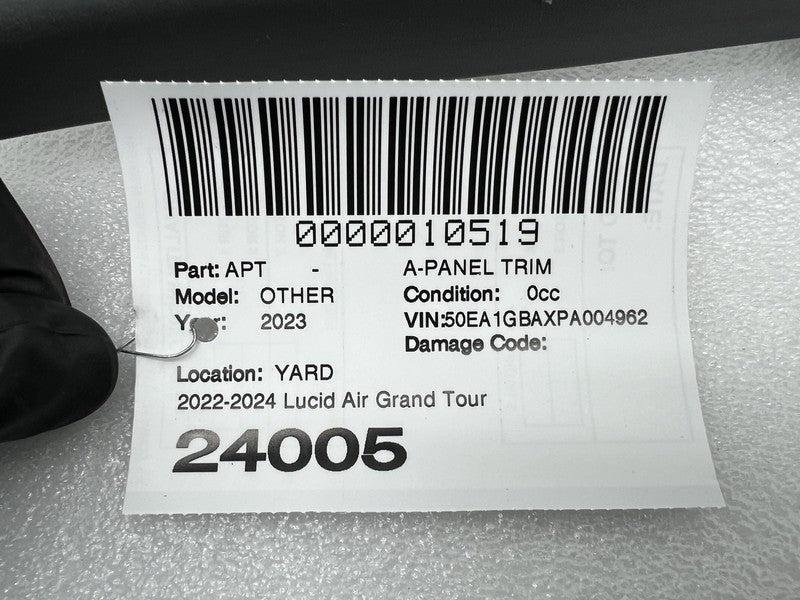 0000010519
Part: APT - A-PANEL TRIM
Model: OTHER Condition: 0cc
2023 VIN:50EA1GBAXPA004962
Damage Code:
Location: YARD
2022-2024 Lucid Air Grand Tour
24005